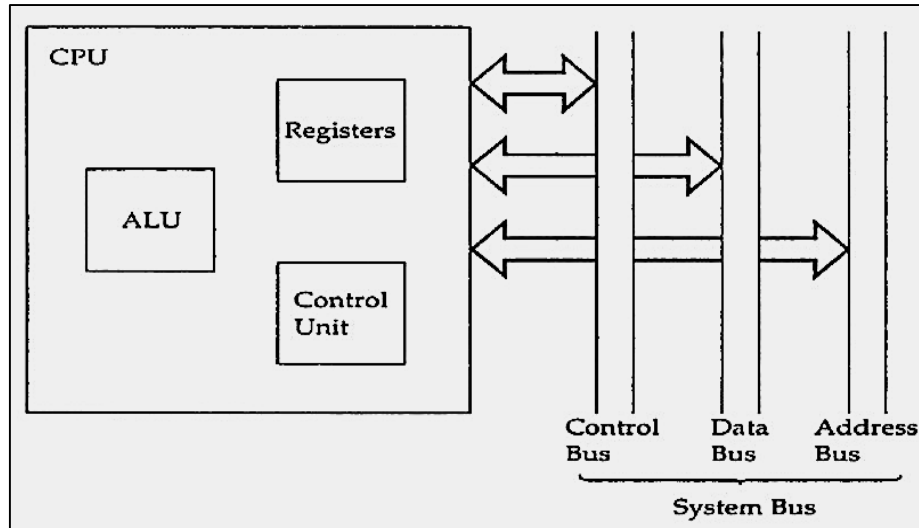 CPU
Registers
ALU
Control
Unit
Control
Bus
Data
Bus
Address
Bus
System Bus